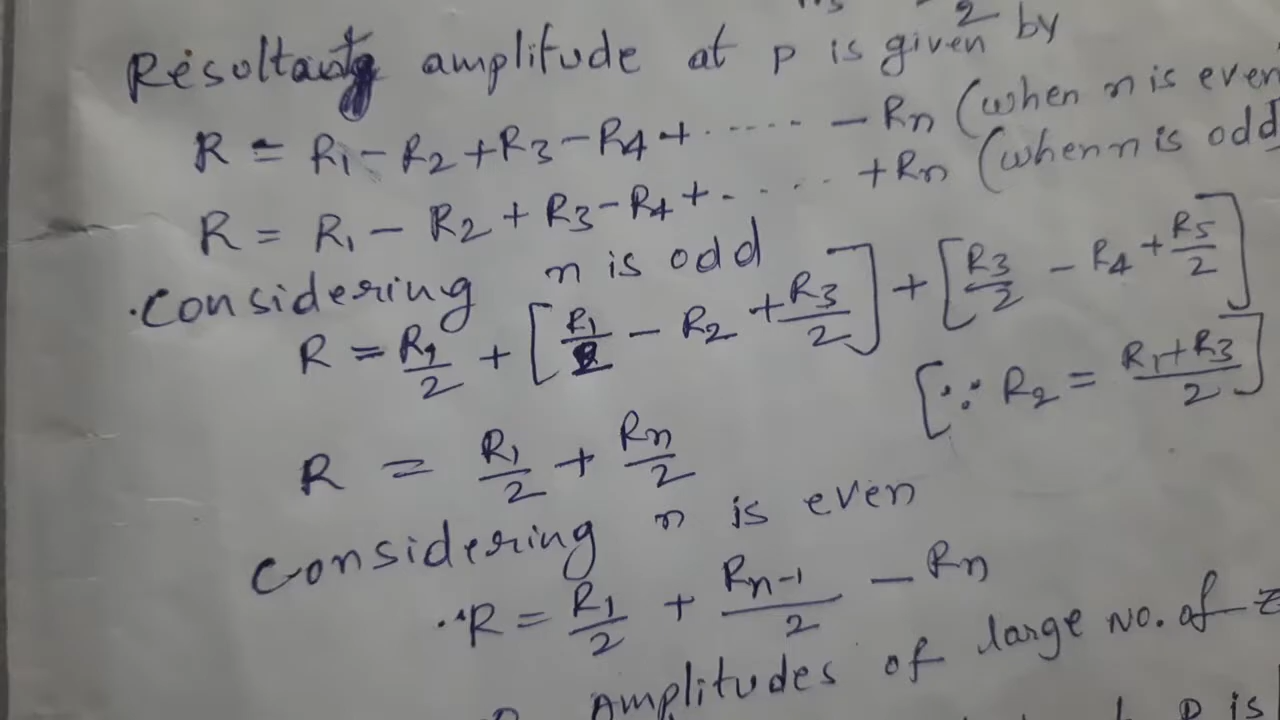 2
Resultant amplitude at P is given by
R = R1 - R2 + R3 - R4 + ...... - Rn (when n is even
R = R1 - R2 + R3 - R4 + ..... + Rn (when n is odd
Considering n is odd
R = R1/2 + [R1/2 - R2 + R3/2] + [R3/2 - R4 + R5/2]
[∵ R2 = R1+R3/2]
R = R1/2 + Rn/2
Considering n is even
R = R1/2 + Rn-1/2 - Rn
Amplitudes of large No. of
P is